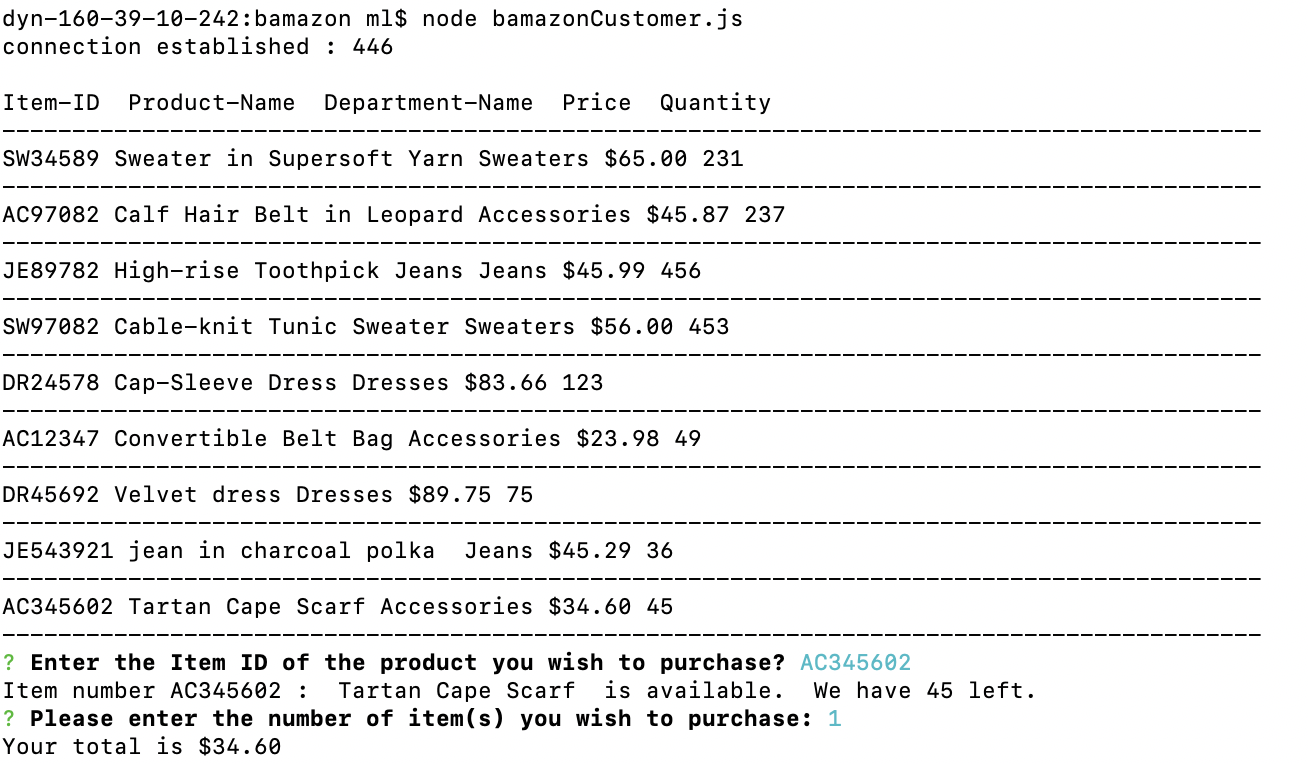 dyn-160-39-10-242:bamazon ml$ node bamazonCustomer.js
connection established : 446
Item-ID  Product-Name  Department-Name  Price  Quantity
------------------------------------------------------------------------------------------
SW34589 Sweater in Supersoft Yarn Sweaters $65.00 231
------------------------------------------------------------------------------------------
AC97082 Calf Hair Belt in Leopard Accessories $45.87 237
------------------------------------------------------------------------------------------
JE89782 High-rise Toothpick Jeans Jeans $45.99 456
------------------------------------------------------------------------------------------
SW97082 Cable-knit Tunic Sweater Sweaters $56.00 453
------------------------------------------------------------------------------------------
DR24578 Cap-Sleeve Dress Dresses $83.66 123
------------------------------------------------------------------------------------------
AC12347 Convertible Belt Bag Accessories $23.98 49
------------------------------------------------------------------------------------------
DR45692 Velvet dress Dresses $89.75 75
------------------------------------------------------------------------------------------
JE543921 jean in charcoal polka  Jeans $45.29 36
------------------------------------------------------------------------------------------
AC345602 Tartan Cape Scarf Accessories $34.60 45
------------------------------------------------------------------------------------------
? Enter the Item ID of the product you wish to purchase? AC345602
Item number AC345602 :  Tartan Cape Scarf  is available.  We have 45 left.
? Please enter the number of item(s) you wish to purchase: 1
Your total is $34.60